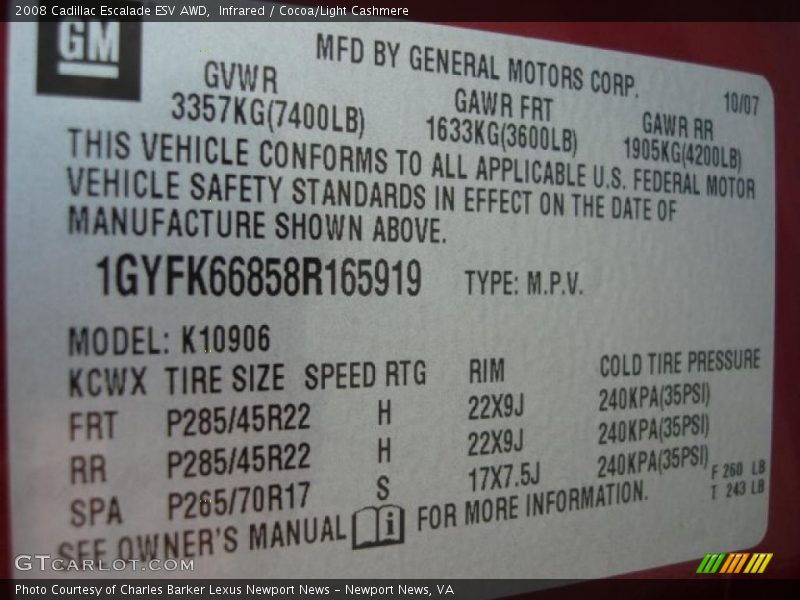 2008 Cadillac Escalade ESV AWD,  Infrared / Cocoa/Light Cashmere
GM
MFD BY GENERAL MOTORS CORP.
10/07
GVWR GAWR FRT GAWR RR
3357KG(7400LB) 1633KG(3600LB) 1905KG(4200LB)
THIS VEHICLE CONFORMS TO ALL APPLICABLE U.S. FEDERAL MOTOR
VEHICLE SAFETY STANDARDS IN EFFECT ON THE DATE OF
MANUFACTURE SHOWN ABOVE.
1GYFK66858R165919 TYPE: M.P.V.
MODEL: K10906
KCWX TIRE SIZE SPEED RTG RIM COLD TIRE PRESSURE
FRT P285/45R22 H 22X9J 240KPA(35PSI)
RR P285/45R22 H 22X9J 240KPA(35PSI)
SPA P265/70R17 S 17X7.5J 240KPA(35PSI)
F 260 LB
T 243 LB
SEE OWNER'S MANUAL i FOR MORE INFORMATION.
GTCARLOT.COM
Photo Courtesy of Charles Barker Lexus Newport News – Newport News, VA